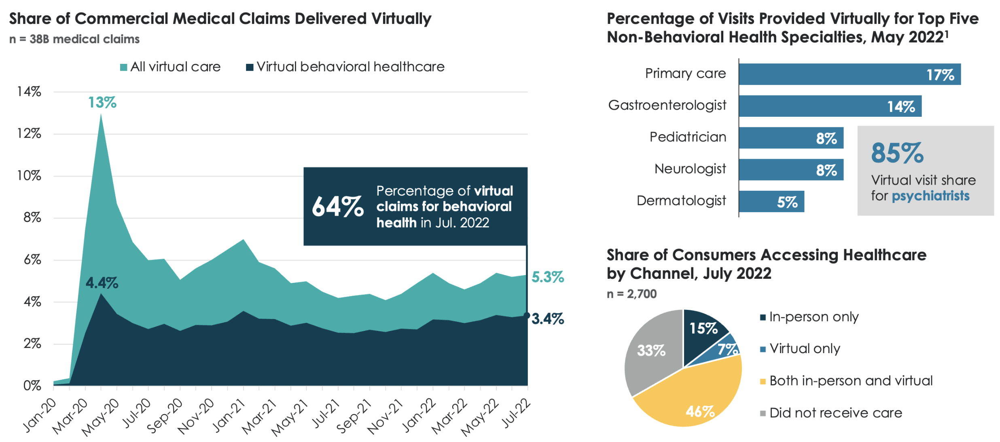 Share of Commercial Medical Claims Delivered Virtually
n = 38B medical claims
All virtual care
Virtual behavioral healthcare
14%
12%
10%
8%
6%
4%
2%
0%
13%
4.4%
64%
Percentage of virtual
claims for behavioral
health in Jul. 2022
5.3%
3.4%
Jan-20
Mar-20
May-20
Jul-20
Sep-20
Nov-20
Jan-21
Mar-21
May-21
Jul-21
Sep-21
Nov-21
Jan-22
Mar-22
May-22
Jul-22
Percentage of Visits Provided Virtually for Top Five
Non-Behavioral Health Specialties, May 2022¹
Primary care 17%
Gastroenterologist 14%
Pediatrician 8%
Neurologist 8%
Dermatologist 5%
85%
Virtual visit share
for psychiatrists
Share of Consumers Accessing Healthcare
by Channel, July 2022
n = 2,700
15%
7%
46%
33%
In-person only
Virtual only
Both in-person and virtual
Did not receive care